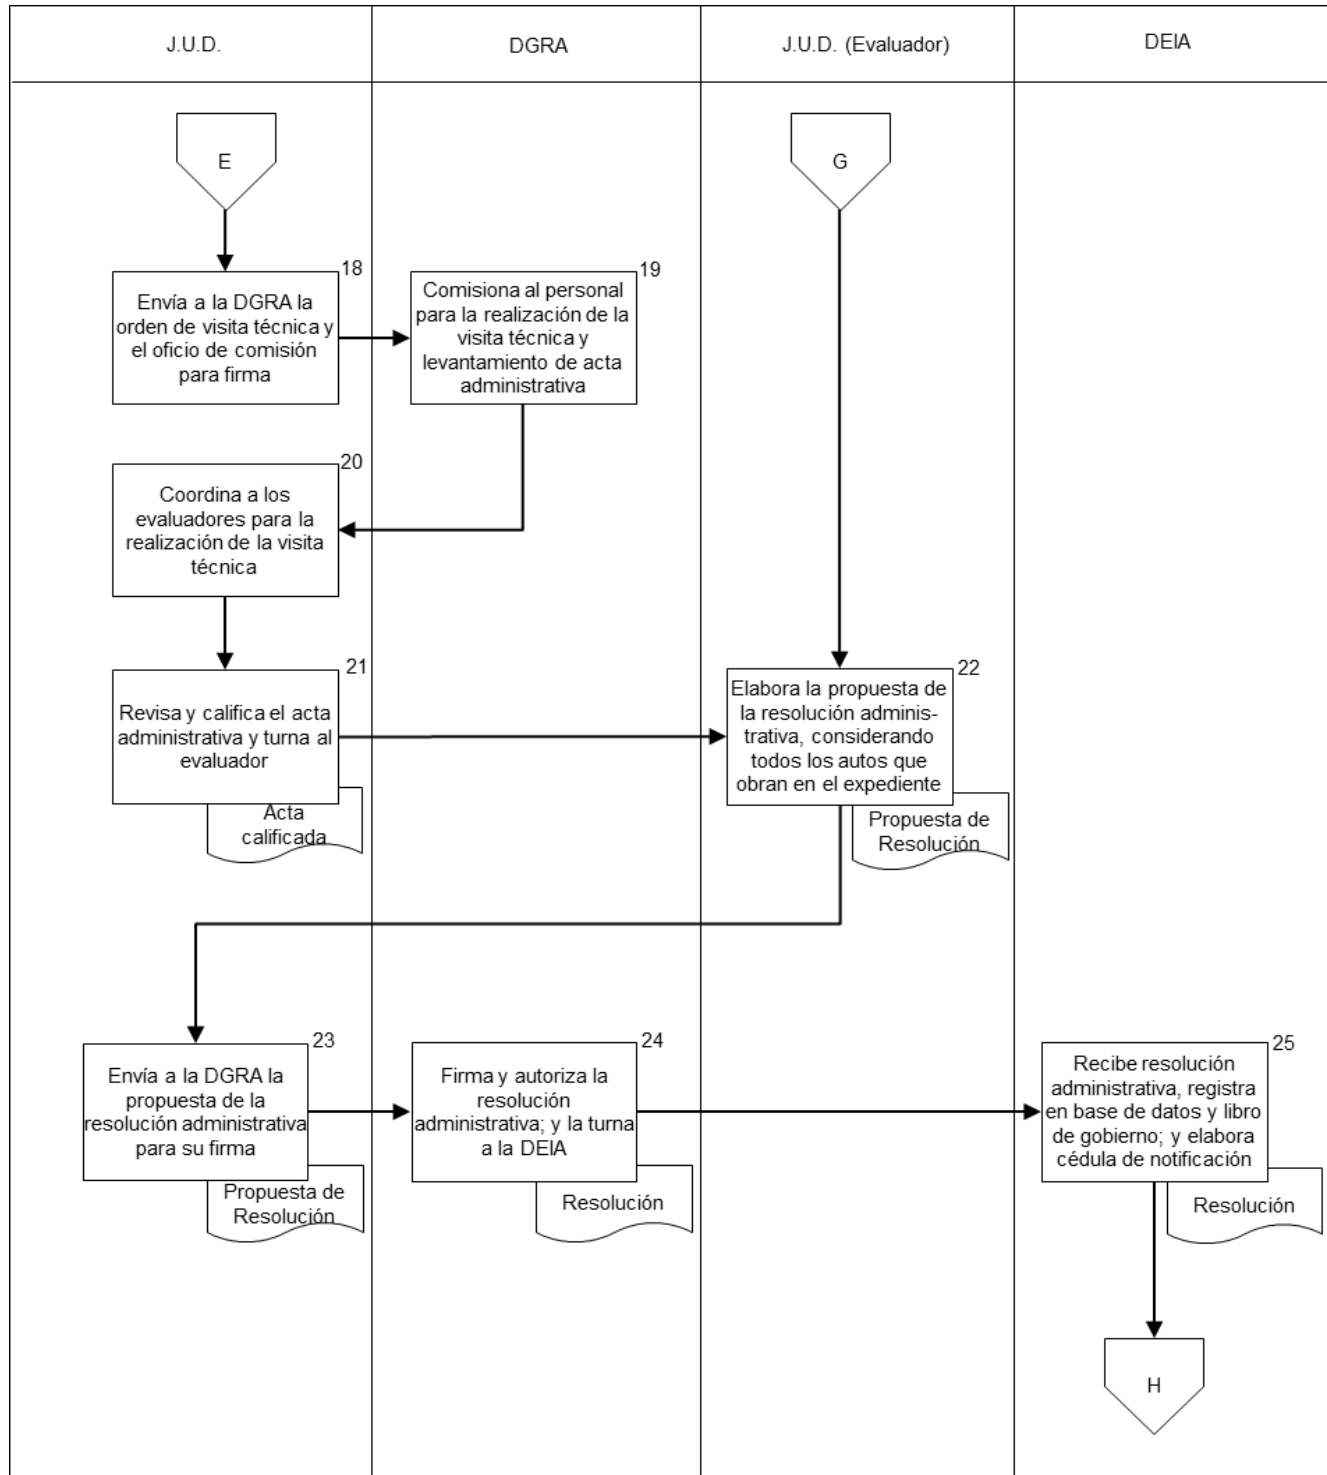 J.U.D.
DGRA
J.U.D. (Evaluador)
DEIA
E
G
18
Envía a la DGRA la
orden de visita técnica y
el oficio de comisión
para firma
19
Comisiona al personal
para la realización de la
visita técnica y
levantamiento de acta
administrativa
20
Coordina a los
evaluadores para la
realización de la visita
técnica
21
Revisa y califica el acta
administrativa y turna al
evaluador
Acta
calificada
22
Elabora la propuesta de
la resolución adminis-
trativa, considerando
todos los autos que
obran en el expediente
Propuesta de
Resolución
23
Envía a la DGRA la
propuesta de la
resolución administrativa
para su firma
Propuesta de
Resolución
24
Firma y autoriza la
resolución
administrativa; y la turna
a la DEIA
Resolución
25
Recibe resolución
administrativa, registra
en base de datos y libro
de gobierno; y elabora
cédula de notificación
Resolución
H